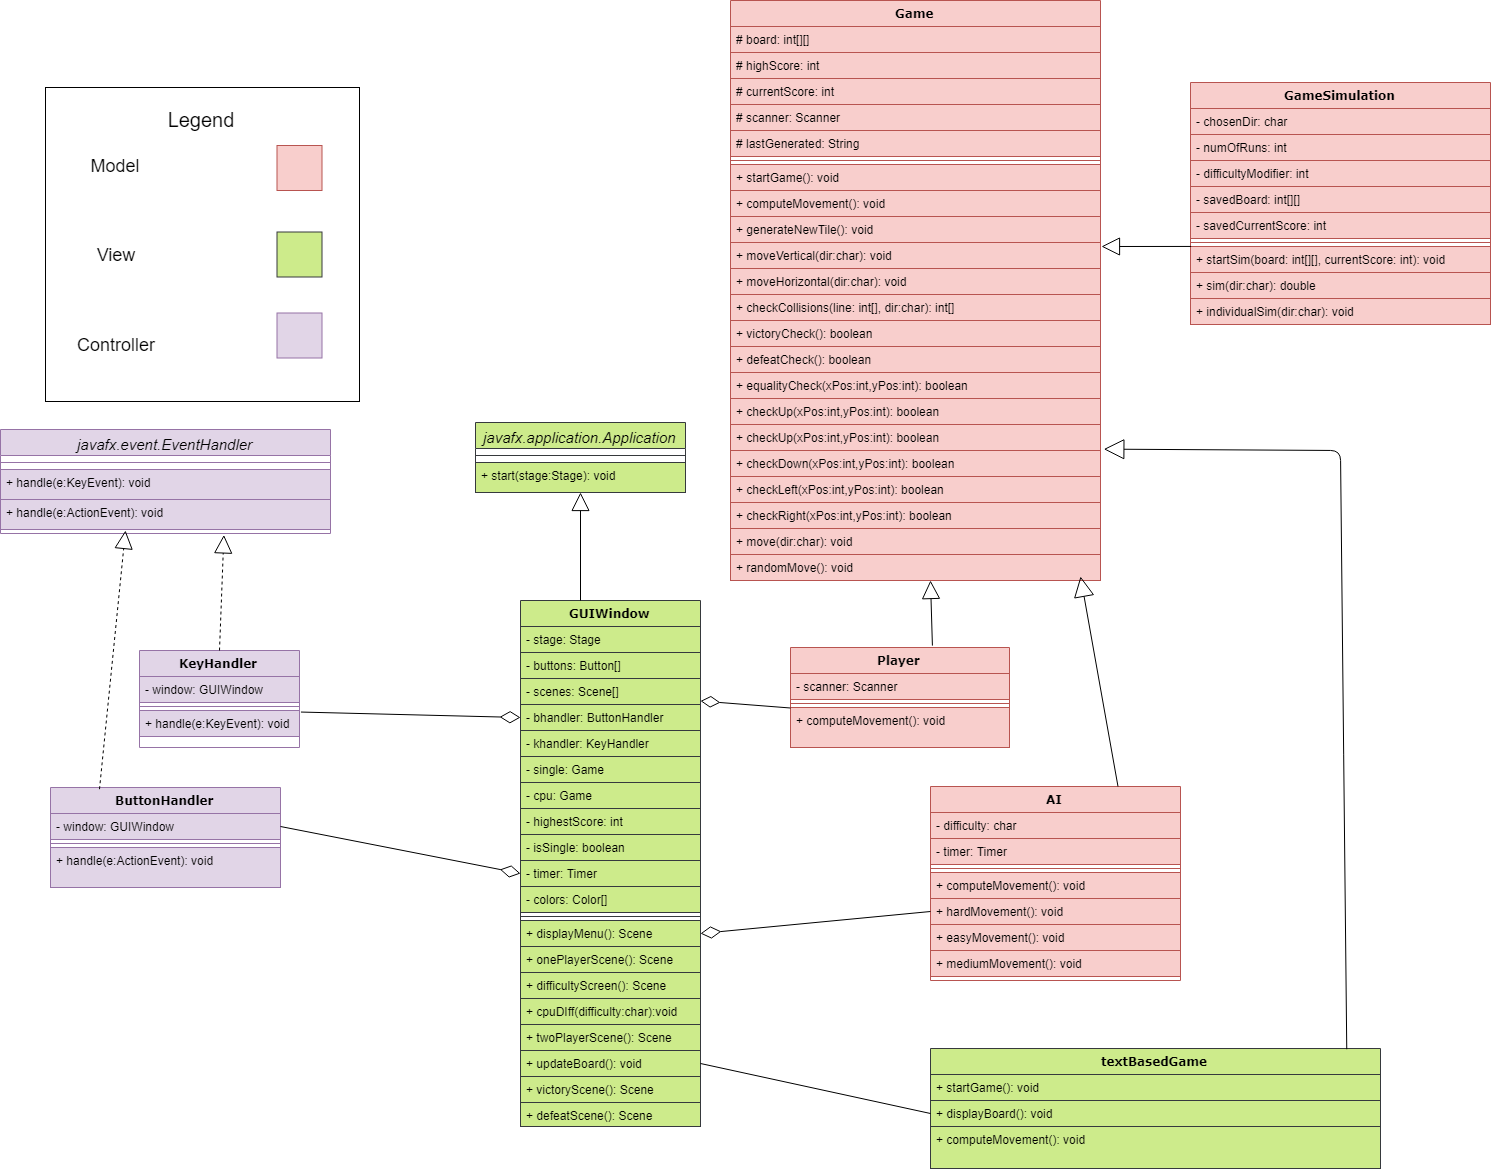 Legend
Model
View
Controller
Game
# board: int[][]
# highScore: int
# currentScore: int
# scanner: Scanner
# lastGenerated: String
+ startGame(): void
+ computeMovement(): void
+ generateNewTile(): void
+ moveVertical(dir:char): void
+ moveHorizontal(dir:char): void
+ checkCollisions(line: int[], dir:char): int[]
+ victoryCheck(): boolean
+ defeatCheck(): boolean
+ equalityCheck(xPos:int,yPos:int): boolean
+ checkUp(xPos:int,yPos:int): boolean
+ checkUp(xPos:int,yPos:int): boolean
+ checkDown(xPos:int,yPos:int): boolean
+ checkLeft(xPos:int,yPos:int): boolean
+ checkRight(xPos:int,yPos:int): boolean
+ move(dir:char): void
+ randomMove(): void
GameSimulation
- chosenDir: char
- numOfRuns: int
- difficultyModifier: int
- savedBoard: int[][]
- savedCurrentScore: int
+ startSim(board: int[][], currentScore: int): void
+ sim(dir:char): double
+ individualSim(dir:char): void
javafx.event.EventHandler
+ handle(e:KeyEvent): void
+ handle(e:ActionEvent): void
javafx.application.Application
+ start(stage:Stage): void
KeyHandler
- window: GUIWindow
+ handle(e:KeyEvent): void
ButtonHandler
- window: GUIWindow
+ handle(e:ActionEvent): void
GUIWindow
- stage: Stage
- buttons: Button[]
- scenes: Scene[]
- bhandler: ButtonHandler
- khandler: KeyHandler
- single: Game
- cpu: Game
- highestScore: int
- isSingle: boolean
- timer: Timer
- colors: Color[]
+ displayMenu(): Scene
+ onePlayerScene(): Scene
+ difficultyScreen(): Scene
+ cpuDIff(difficulty:char):void
+ twoPlayerScene(): Scene
+ updateBoard(): void
+ victoryScene(): Scene
+ defeatScene(): Scene
Player
- scanner: Scanner
+ computeMovement(): void
AI
- difficulty: char
- timer: Timer
+ computeMovement(): void
+ hardMovement(): void
+ easyMovement(): void
+ mediumMovement(): void
textBasedGame
+ startGame(): void
+ displayBoard(): void
+ computeMovement(): void